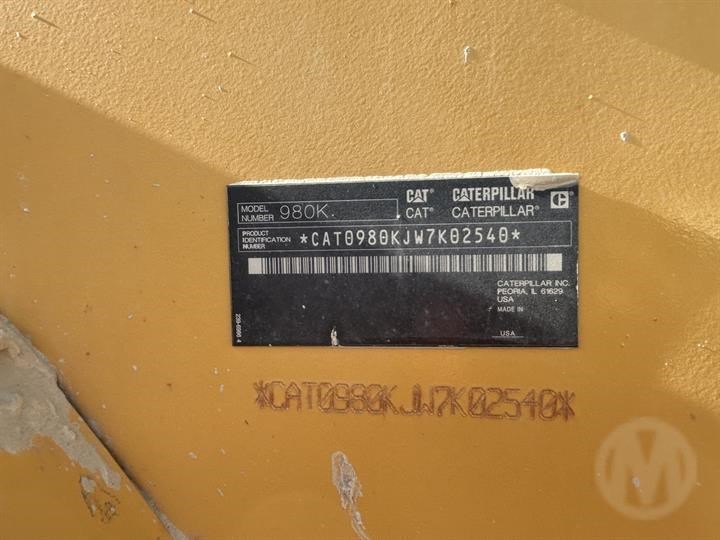 CAT® CATERPILLAR
MODEL NUMBER 980K. CAT® CATERPILLAR®
PRODUCT IDENTIFICATION NUMBER *CAT0980KJW7K02540*
CATERPILLAR INC.
PEORIA, IL 61629
USA
MADE IN
USA
*CAT0980KJW7K02540*
M